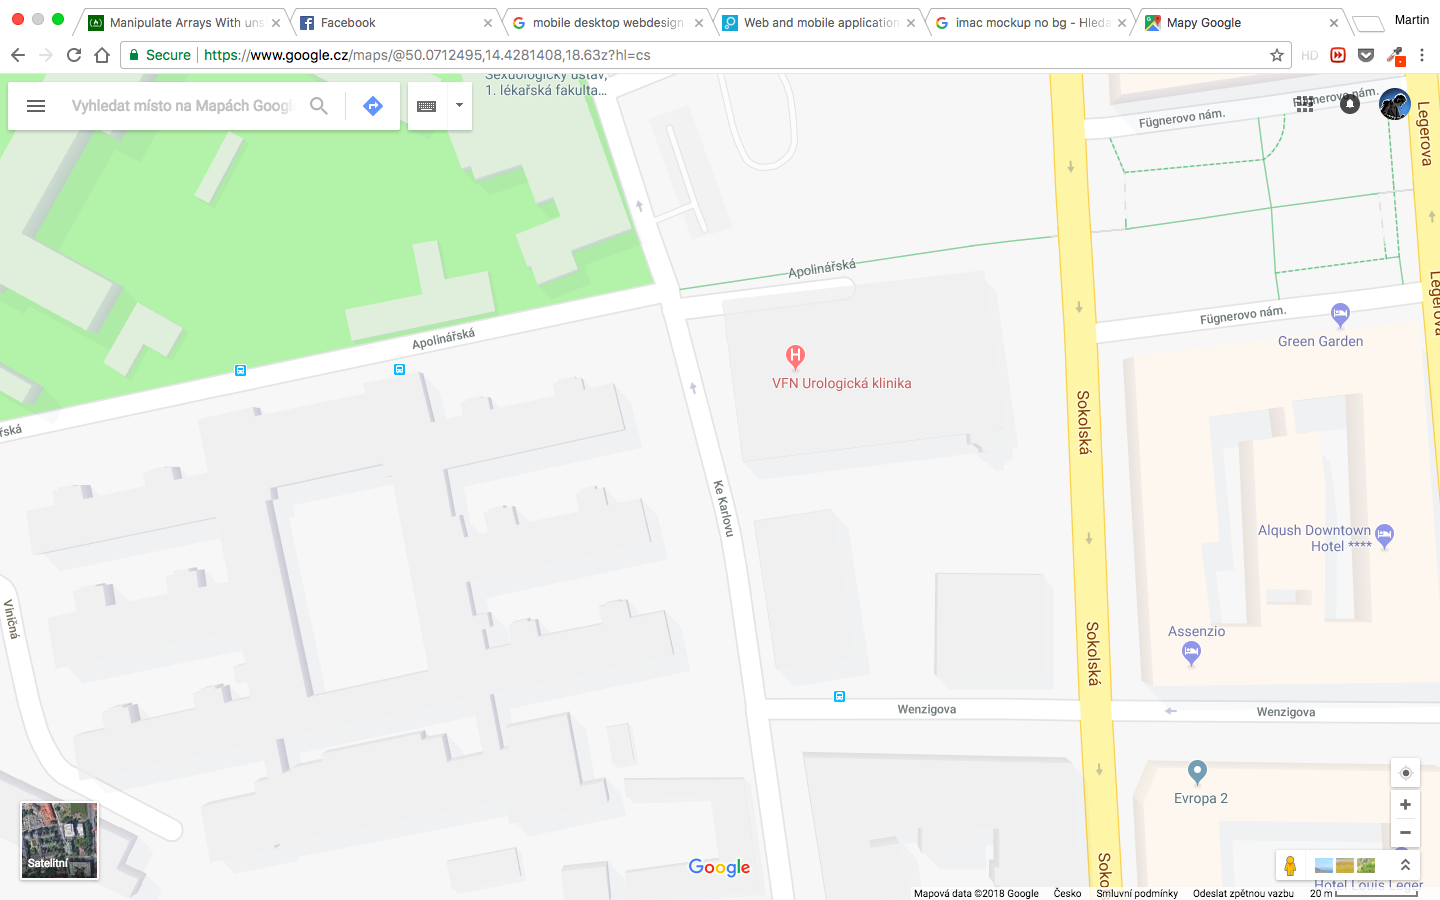 Manipulate Arrays With uns
Facebook
mobile desktop webdesign
Web and mobile application
imac mockup no bg - Hleda
Mapy Google
Martin
Secure
https://www.google.cz/maps/@50.0712495,14.4281408,18.63z?hl=cs
HD
Sexuologický ústav,
1. lékařská fakulta...
Vyhledat místo na Mapách Googl
Fügnerovo nám.
Fügnerovo nám.
Legerova
Apolinářská
Legerova
Fügnerovo nám.
Green Garden
Apolinářská
H
VFN Urologická klinika
Sokolská
řská
Ke Karlovu
Alqush Downtown
Hotel ****
Viničná
Assenzio
Sokolská
Wenzigova
Wenzigova
Evropa 2
Satelitní
Google
Sokol
Hotel Louis Leger
Mapová data ©2018 Google
Česko
Smluvní podmínky
Odeslat zpětnou vazbu
20 m